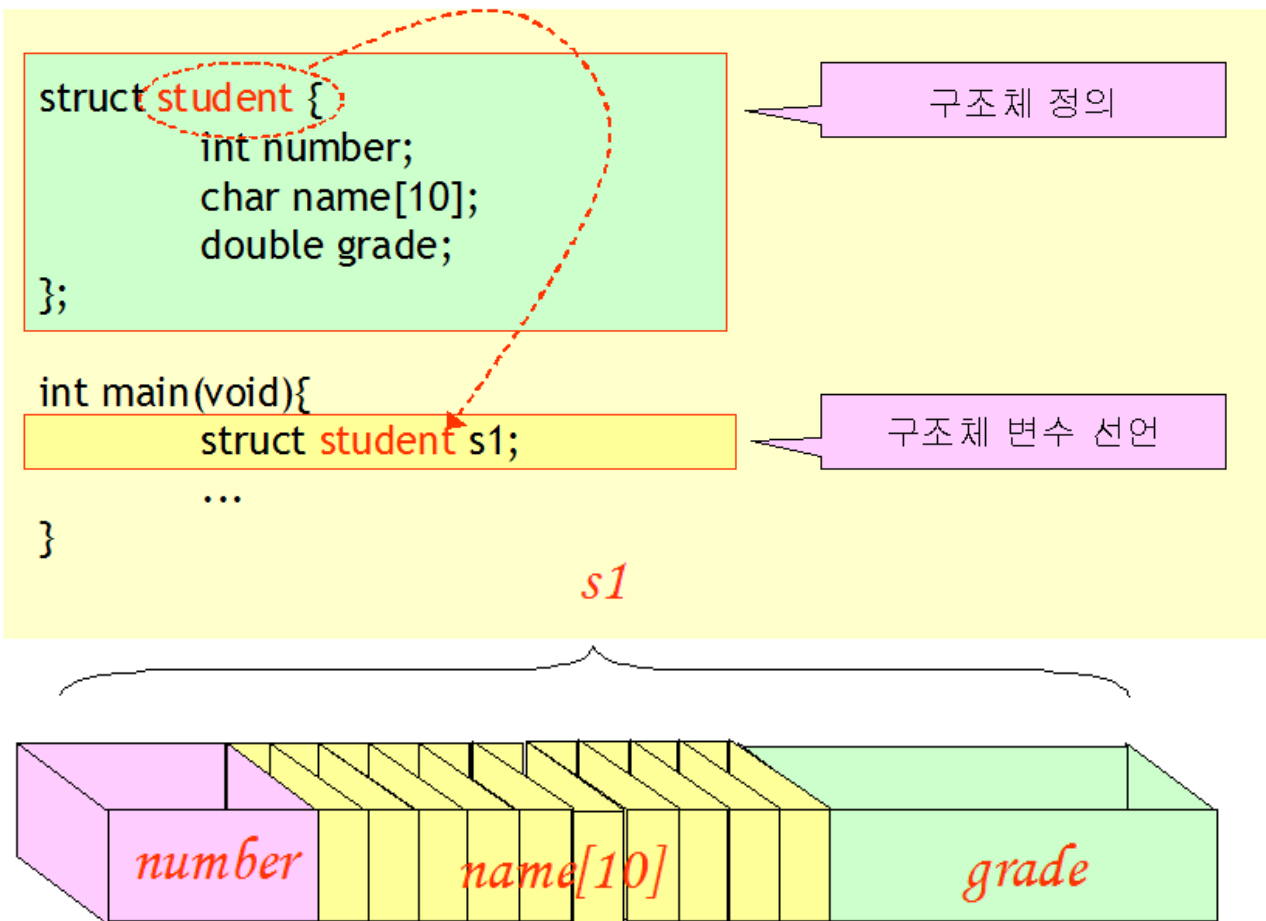 struct student {
int number;
char name[10];
double grade;
};
구조체 정의
int main(void){
struct student s1;
...
}
구조체 변수 선언
s1
number
name[10]
grade